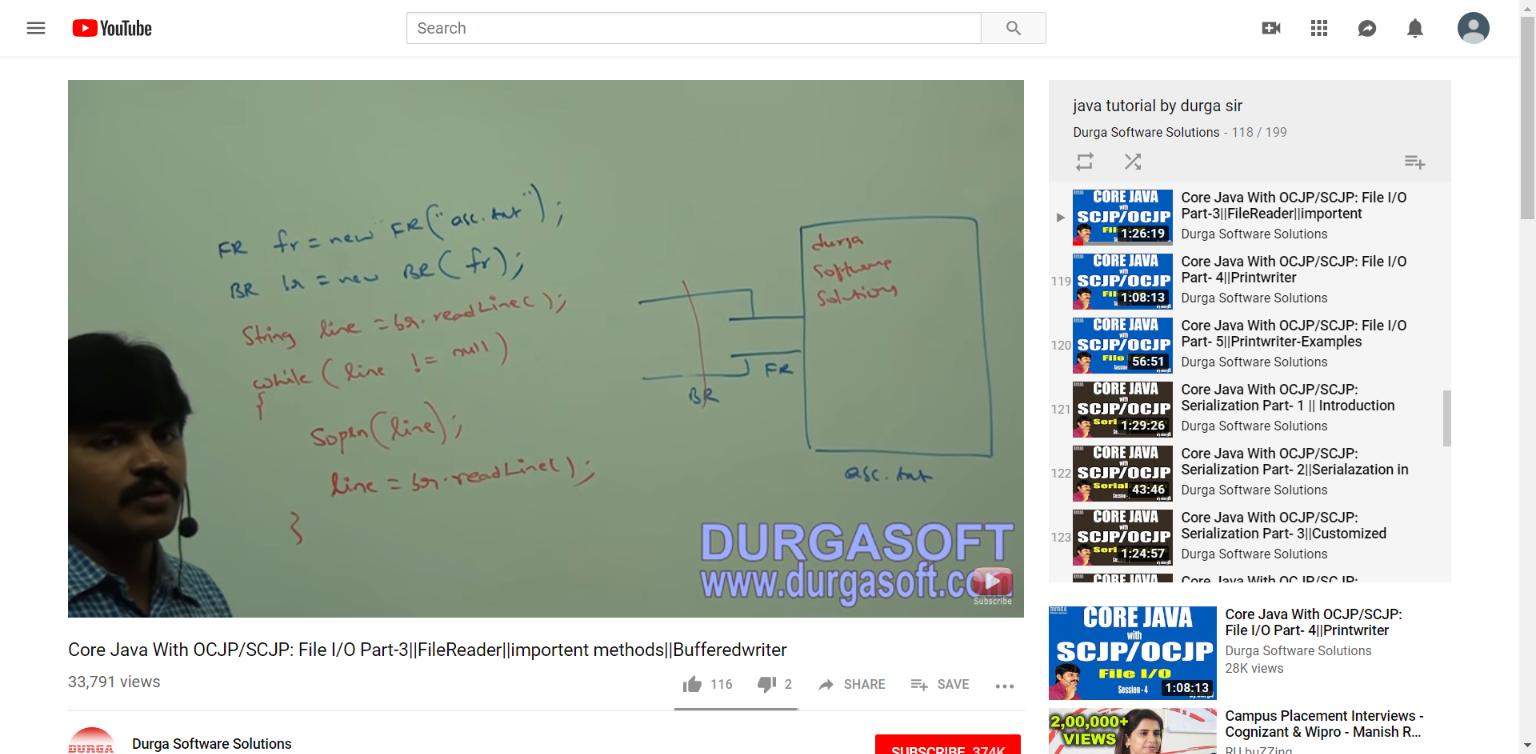 YouTube
Search
FR fr = new FR("asc.txt");
BR br = new BR(fr);
String line = br.readLine();
while (line != null)
{
Sopln(line);
line = br.readLine();
}
durga
Software
Solutions
FR
BR
asc.txt
DURGASOFT
www.durgasoft.com
Subscribe
Core Java With OCJP/SCJP: File I/O Part-3||FileReader||importent methods||Bufferedwriter
33,791 views
116
2
SHARE
SAVE
DURGA
Durga Software Solutions
SUBSCRIBE 374K
java tutorial by durga sir
Durga Software Solutions - 118 / 199
CORE JAVA
with
SCJP/OCJP
1:26:19
Core Java With OCJP/SCJP: File I/O
Part-3||FileReader||importent
Durga Software Solutions
119
CORE JAVA
with
SCJP/OCJP
1:08:13
Core Java With OCJP/SCJP: File I/O
Part- 4||Printwriter
Durga Software Solutions
120
CORE JAVA
with
SCJP/OCJP
File
56:51
Core Java With OCJP/SCJP: File I/O
Part- 5||Printwriter-Examples
Durga Software Solutions
121
CORE JAVA
with
SCJP/OCJP
Seri
1:29:26
Core Java With OCJP/SCJP:
Serialization Part- 1 || Introduction
Durga Software Solutions
122
CORE JAVA
with
SCJP/OCJP
Serial
43:46
Core Java With OCJP/SCJP:
Serialization Part- 2||Serialazation in
Durga Software Solutions
123
CORE JAVA
with
SCJP/OCJP
Seri
1:24:57
Core Java With OCJP/SCJP:
Serialization Part- 3||Customized
Durga Software Solutions
CORE JAVA
Core Java With OCJP/SCJP:
CORE JAVA
with
SCJP/OCJP
File I/O
Session - 4
1:08:13
Core Java With OCJP/SCJP:
File I/O Part- 4||Printwriter
Durga Software Solutions
28K views
2,00,000+
VIEWS
Campus Placement Interviews -
Cognizant & Wipro - Manish R...
RU buZZing